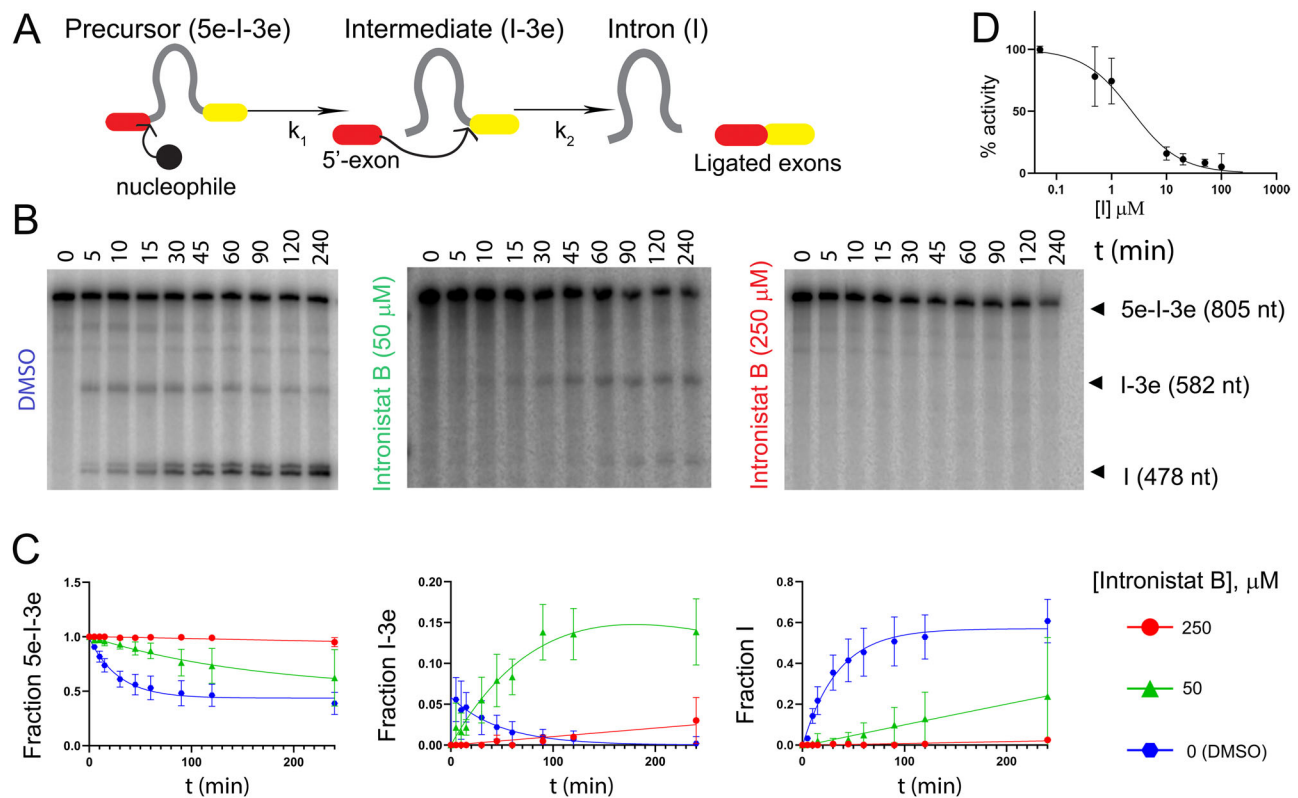 A
Precursor (5e-I-3e)
Intermediate (I-3e)
Intron (I)
k1
k2
5'-exon
nucleophile
Ligated exons
D
% activity
100
50
0
0.1
1
10
100
1000
[I] μM
B
DMSO
0 5 10 15 30 45 60 90 120 240
Intronistat B (50 μM)
0 5 10 15 30 45 60 90 120 240
Intronistat B (250 μM)
0 5 10 15 30 45 60 90 120 240
t (min)
5e-I-3e (805 nt)
I-3e (582 nt)
I (478 nt)
C
Fraction 5e-I-3e
1.5
1.0
0.5
0.0
0 100 200
t (min)
Fraction I-3e
0.20
0.15
0.10
0.05
0.00
0 100 200
t (min)
Fraction I
0.8
0.6
0.4
0.2
0.0
0 100 200
t (min)
[Intronistat B], μM
250
50
0 (DMSO)